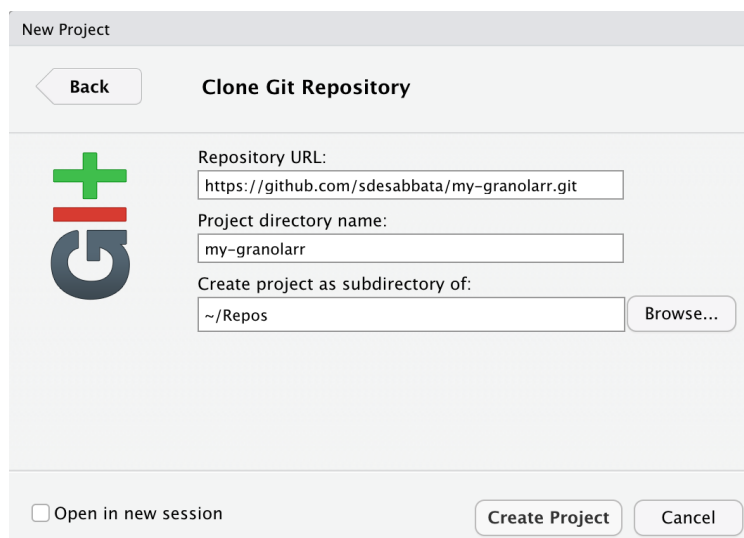 New Project
Back
Clone Git Repository
GIt
Repository URL:
https://github.com/sdesabbata/my-granolarr.git
Project directory name:
my-granolarr
Create project as subdirectory of:
~/Repos
Browse...
Open in new session
Create Project
Cancel